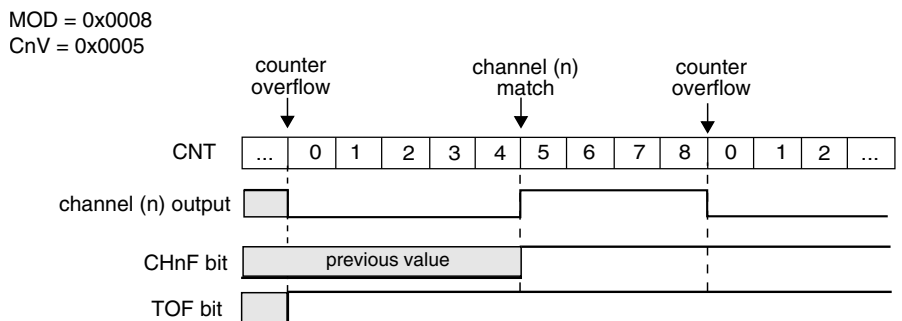 MOD = 0x0008
CnV = 0x0005
counter
overflow
channel (n)
match
counter
overflow
CNT ... 0 1 2 3 4 5 6 7 8 0 1 2 ...
channel (n) output
CHnF bit previous value
TOF bit